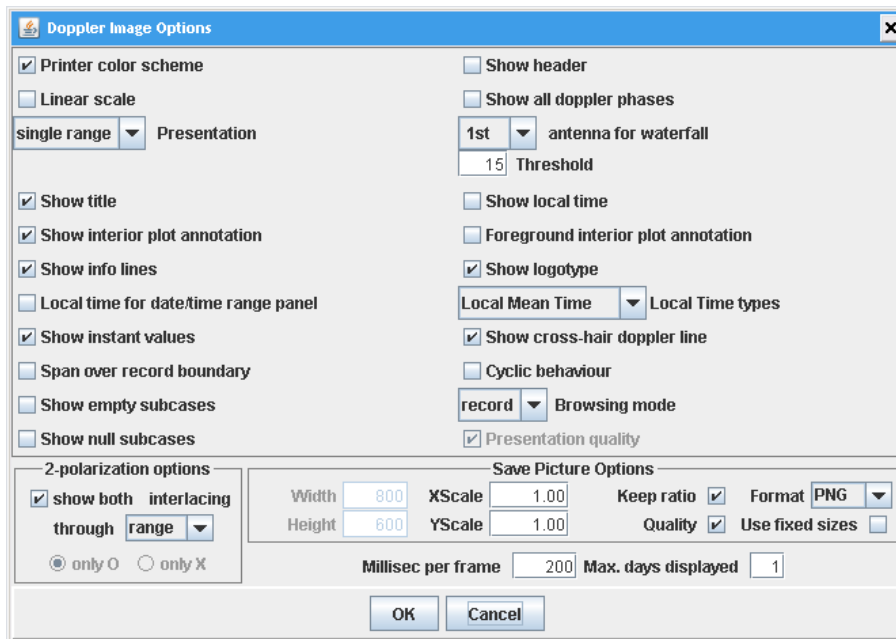 Doppler Image Options
Printer color scheme
Show header
Linear scale
Show all doppler phases
single range Presentation
1st antenna for waterfall
15 Threshold
Show title
Show local time
Show interior plot annotation
Foreground interior plot annotation
Show info lines
Show logotype
Local time for date/time range panel
Local Mean Time Local Time types
Show instant values
Show cross-hair doppler line
Span over record boundary
Cyclic behaviour
Show empty subcases
record Browsing mode
Show null subcases
Presentation quality
2-polarization options
show both interlacing
through range
only O only X
Save Picture Options
Width 800 XScale 1.00 Keep ratio Format PNG
Height 600 YScale 1.00 Quality Use fixed sizes
Millisec per frame 200 Max. days displayed 1
OK Cancel